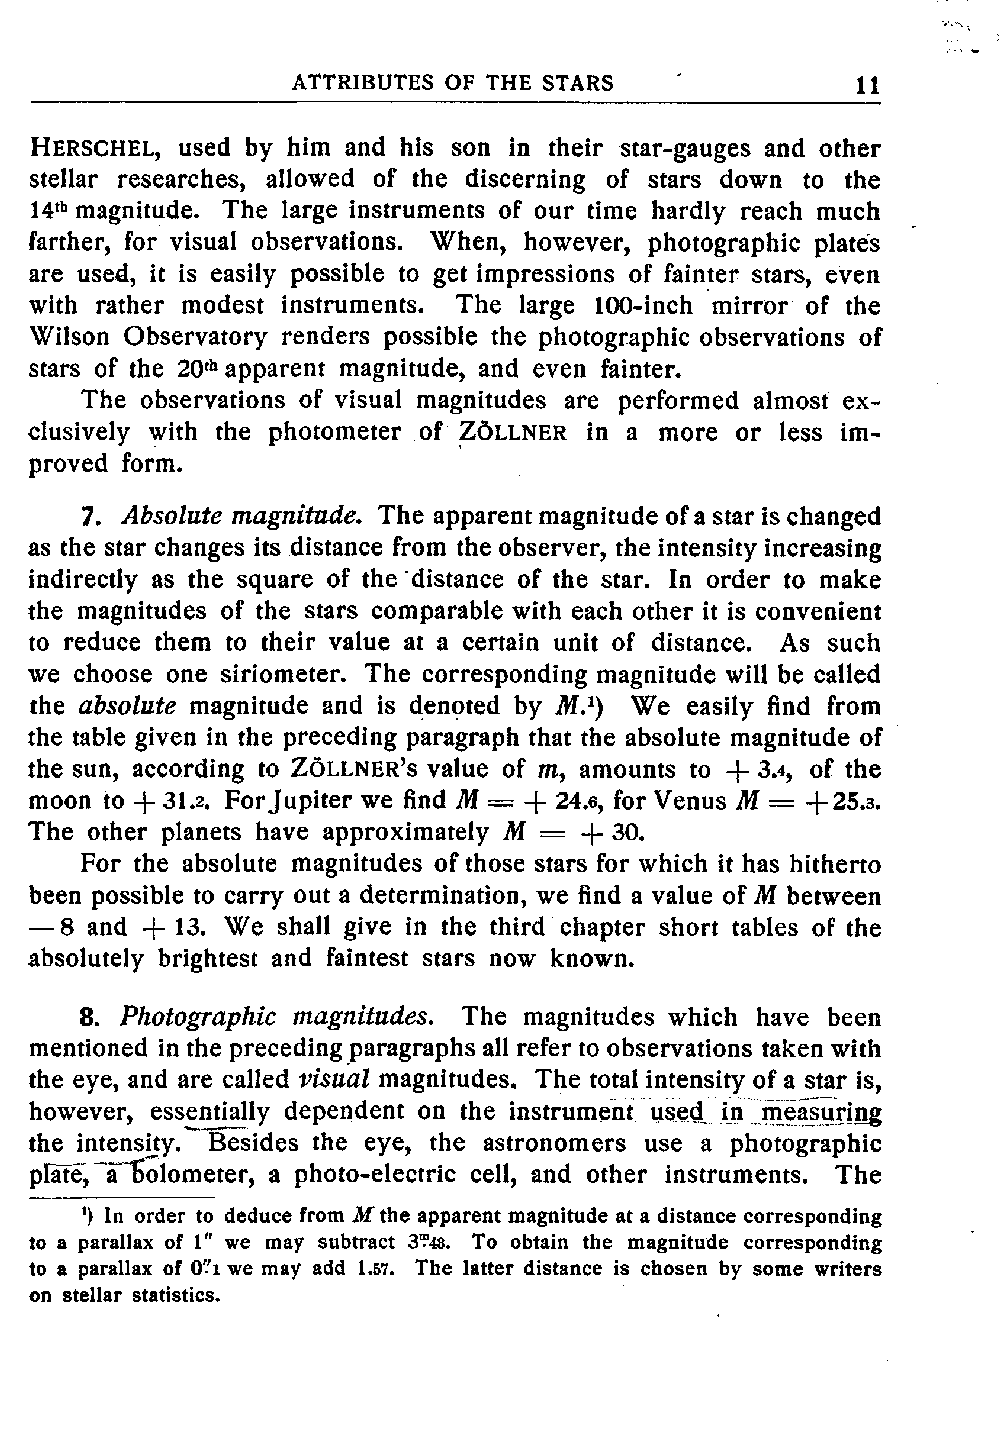 ATTRIBUTES OF THE STARS 11
HERSCHEL, used by him and his son in their star-gauges and other
stellar researches, allowed of the discerning of stars down to the
14th magnitude. The large instruments of our time hardly reach much
farther, for visual observations. When, however, photographic plates
are used, it is easily possible to get impressions of fainter stars, even
with rather modest instruments. The large 100-inch mirror of the
Wilson Observatory renders possible the photographic observations of
stars of the 20th apparent magnitude, and even fainter.
The observations of visual magnitudes are performed almost ex-
clusively with the photometer of ZÖLLNER in a more or less im-
proved form.
7. Absolute magnitude. The apparent magnitude of a star is changed
as the star changes its distance from the observer, the intensity increasing
indirectly as the square of the distance of the star. In order to make
the magnitudes of the stars comparable with each other it is convenient
to reduce them to their value at a certain unit of distance. As such
we choose one siriometer. The corresponding magnitude will be called
the absolute magnitude and is denoted by M.¹) We easily find from
the table given in the preceding paragraph that the absolute magnitude of
the sun, according to ZÖLLNER's value of m, amounts to + 3.4, of the
moon to + 31.2. For Jupiter we find M = + 24.6, for Venus M = + 25.3.
The other planets have approximately M = + 30.
For the absolute magnitudes of those stars for which it has hitherto
been possible to carry out a determination, we find a value of M between
— 8 and + 13. We shall give in the third chapter short tables of the
absolutely brightest and faintest stars now known.
8. Photographic magnitudes. The magnitudes which have been
mentioned in the preceding paragraphs all refer to observations taken with
the eye, and are called visual magnitudes. The total intensity of a star is,
however, essentially dependent on the instrument used in measuring
the intensity. Besides the eye, the astronomers use a photographic
plate, a bolometer, a photo-electric cell, and other instruments. The
¹) In order to deduce from M the apparent magnitude at a distance corresponding
to a parallax of 1″ we may subtract 3ᵐ.48. To obtain the magnitude corresponding
to a parallax of 0″.1 we may add 1.57. The latter distance is chosen by some writers
on stellar statistics.